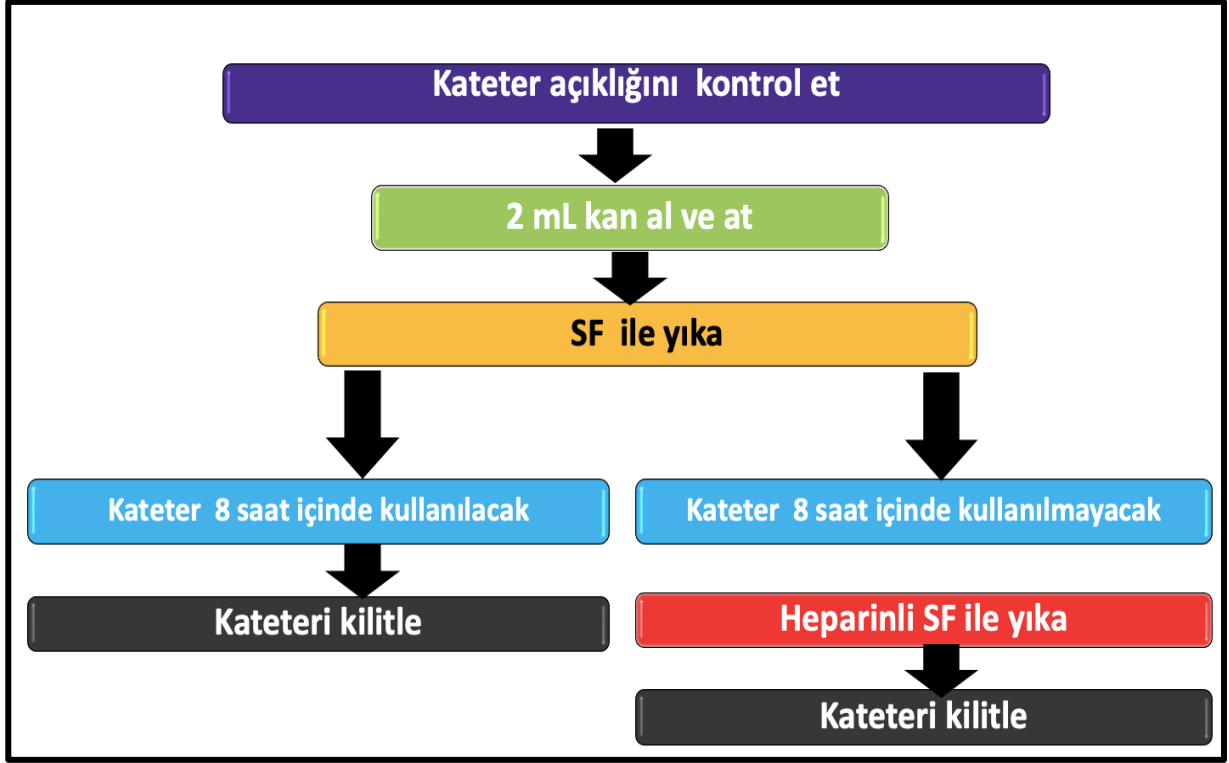 Kateter açıklığını kontrol et
2 mL kan al ve at
SF ile yıka
Kateter 8 saat içinde kullanılacak
Kateteri kilitle
Kateter 8 saat içinde kullanılmayacak
Heparinli SF ile yıka
Kateteri kilitle